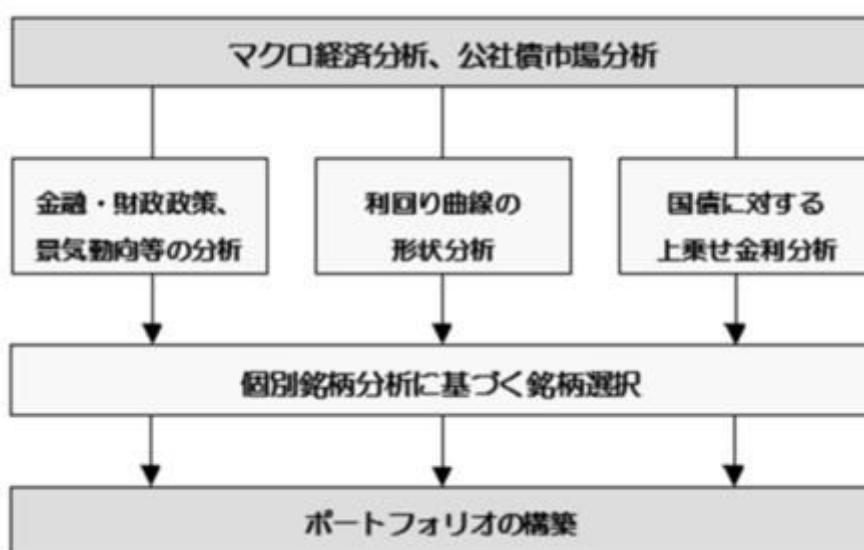 マクロ経済分析、公社債市場分析
金融・財政政策、
景気動向等の分析
利回り曲線の
形状分析
国債に対する
上乗せ金利分析
個別銘柄分析に基づく銘柄選択
ポートフォリオの構築